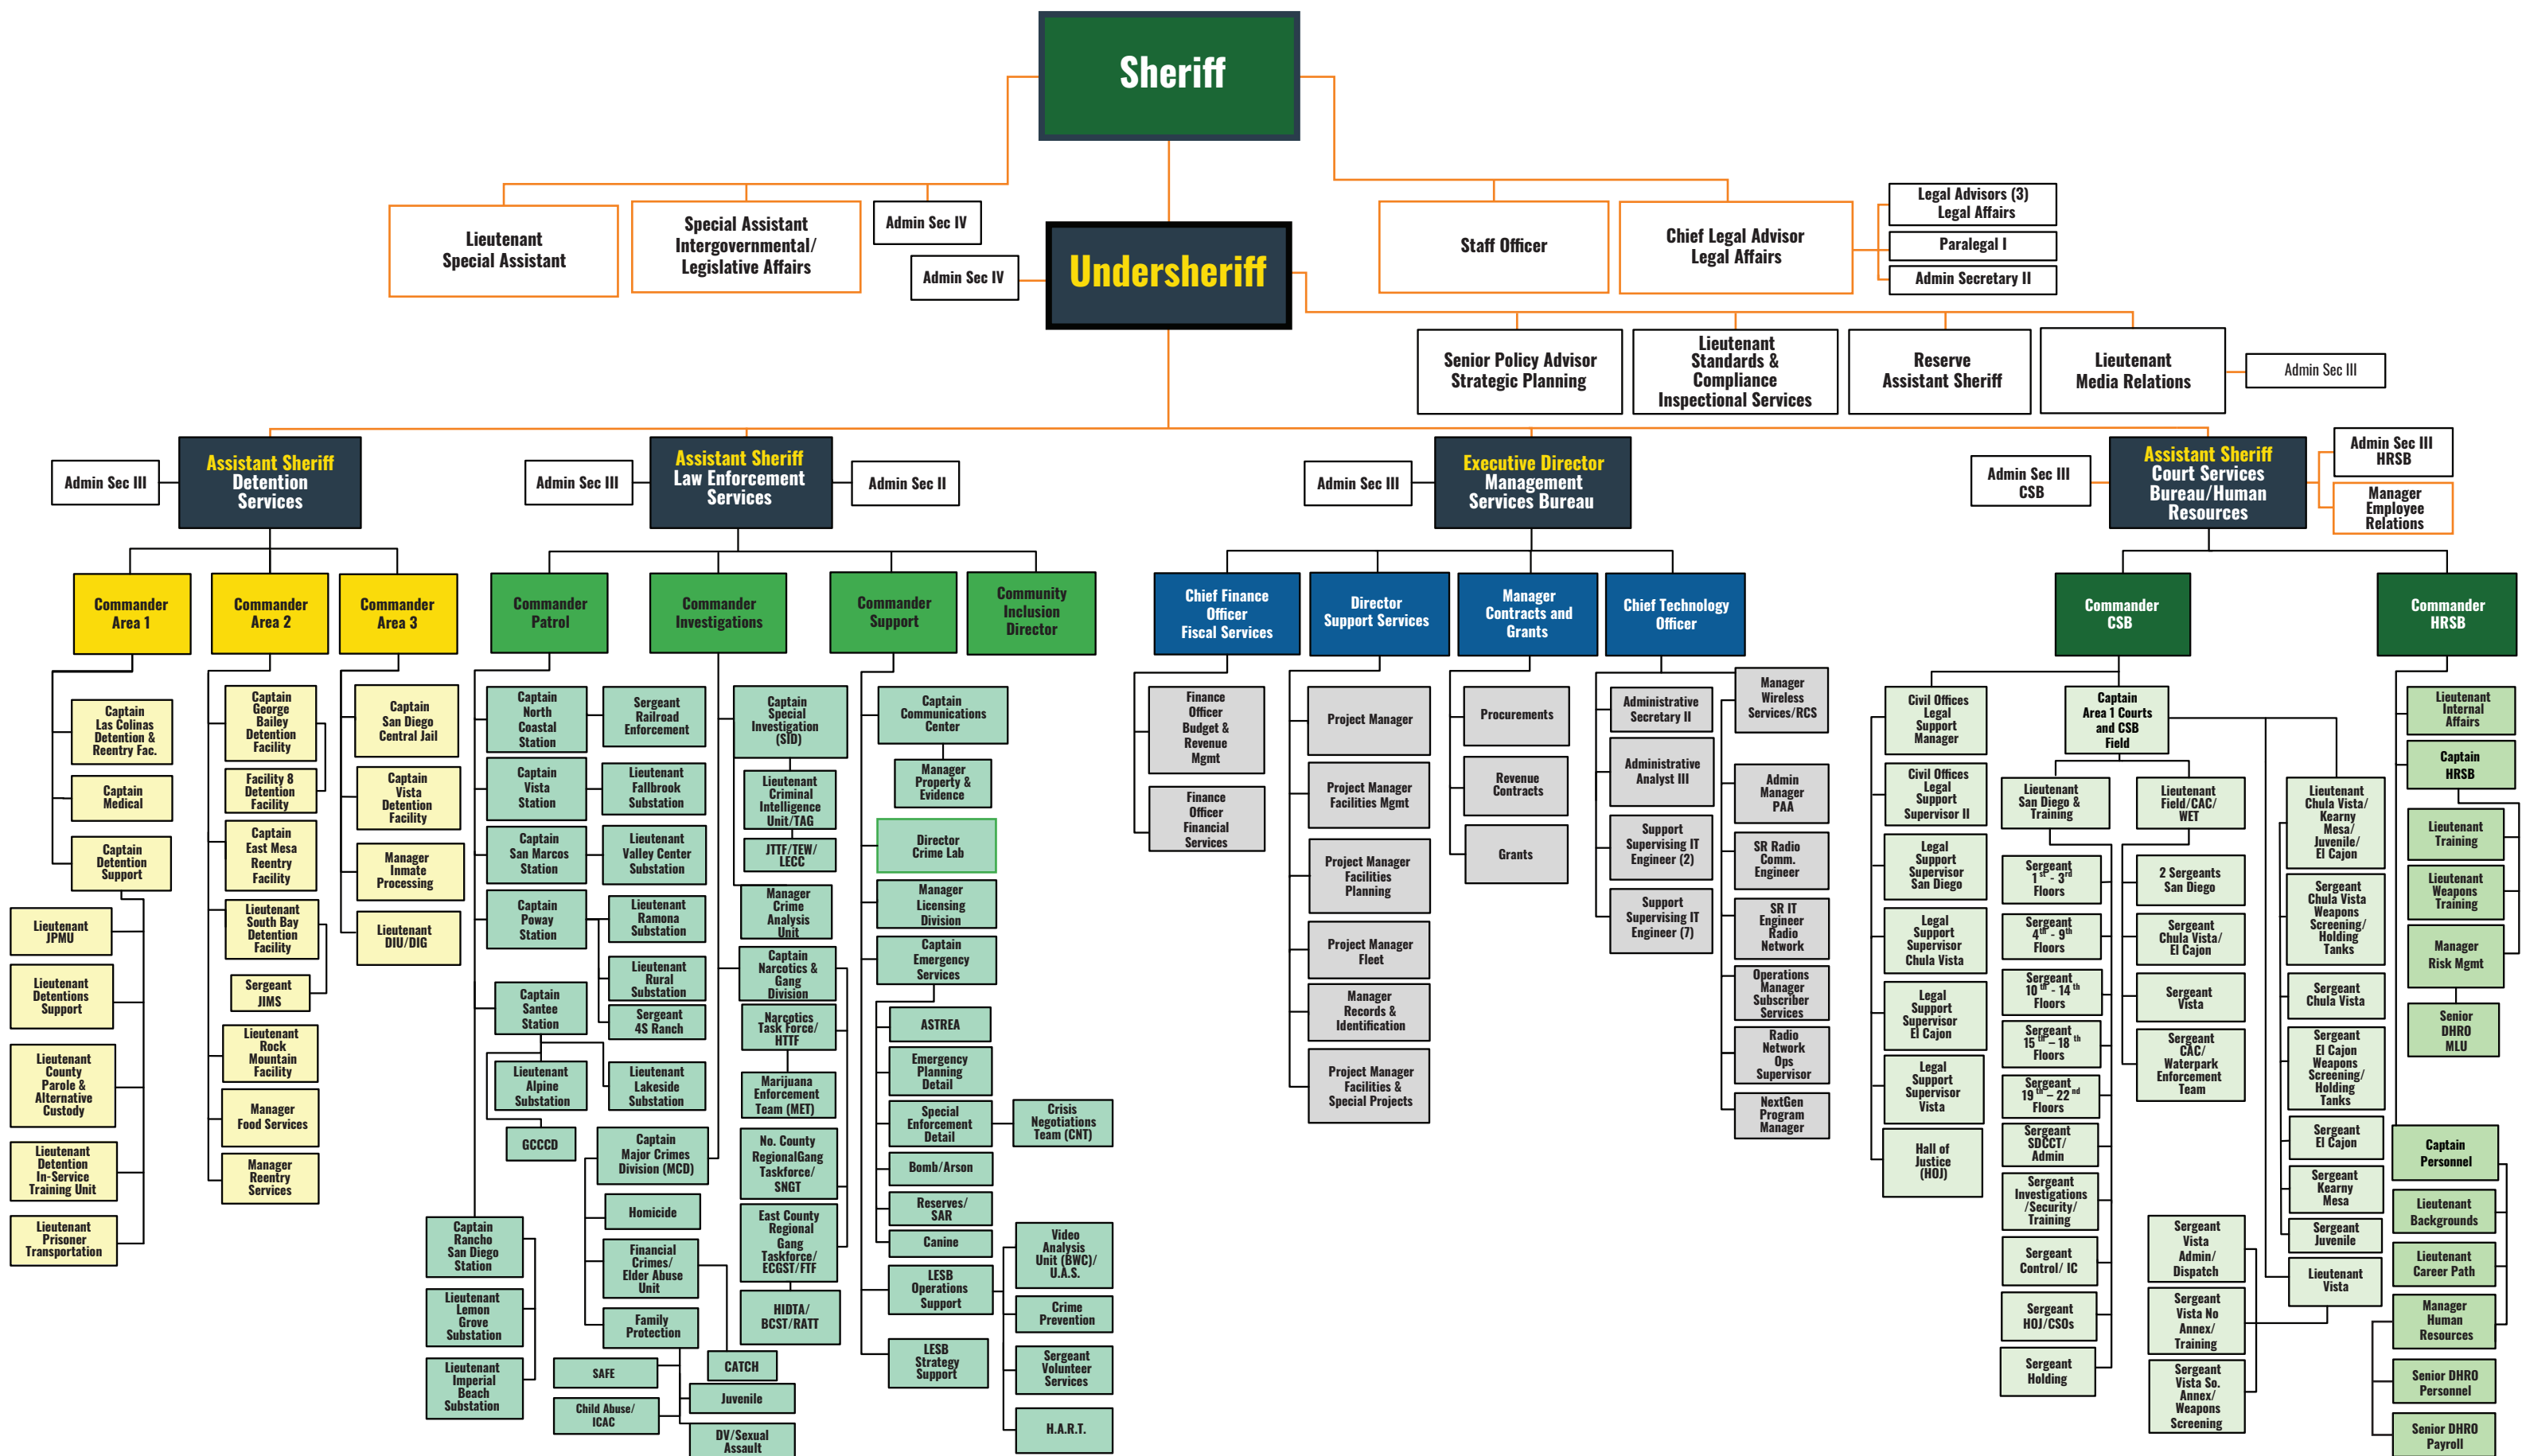 Sheriff
Lieutenant
Special Assistant
Special Assistant
Intergovernmental/
Legislative Affairs
Admin Sec IV
Admin Sec IV
Undersheriff
Staff Officer
Chief Legal Advisor
Legal Affairs
Legal Advisors (3)
Legal Affairs
Paralegal I
Admin Secretary II
Senior Policy Advisor
Strategic Planning
Lieutenant
Standards &
Compliance
Inspectional Services
Reserve
Assistant Sheriff
Lieutenant
Media Relations
Admin Sec III
Admin Sec III
Assistant Sheriff
Detention
Services
Admin Sec III
Assistant Sheriff
Law Enforcement
Services
Admin Sec II
Admin Sec III
Executive Director
Management
Services Bureau
Admin Sec III
CSB
Assistant Sheriff
Court Services
Bureau/Human
Resources
Admin Sec III
HRSB
Manager
Employee
Relations
Commander
Area 1
Commander
Area 2
Commander
Area 3
Commander
Patrol
Commander
Investigations
Commander
Support
Community
Inclusion
Director
Chief Finance
Officer
Fiscal Services
Director
Support Services
Manager
Contracts and
Grants
Chief Technology
Officer
Commander
CSB
Commander
HRSB
Captain
Las Colinas
Detention &
Reentry Fac.
Captain
Medical
Captain
Detention
Support
Lieutenant
JPMU
Lieutenant
Detentions
Support
Lieutenant
County
Parole &
Alternative
Custody
Lieutenant
Detention
In-Service
Training Unit
Lieutenant
Prisoner
Transportation
Captain
George
Bailey
Detention
Facility
Facility 8
Detention
Facility
Captain
East Mesa
Reentry
Facility
Lieutenant
South Bay
Detention
Facility
Sergeant
JIMS
Lieutenant
Rock
Mountain
Facility
Manager
Food Services
Manager
Reentry
Services
Captain
San Diego
Central Jail
Captain
Vista
Detention
Facility
Manager
Inmate
Processing
Lieutenant
DIU/DIG
Captain
North
Coastal
Station
Sergeant
Railroad
Enforcement
Captain
Vista
Station
Lieutenant
Fallbrook
Substation
Captain
San Marcos
Station
Lieutenant
Valley Center
Substation
Captain
Poway
Station
Lieutenant
Ramona
Substation
Lieutenant
Rural
Substation
Sergeant
4S Ranch
Captain
Santee
Station
Lieutenant
Alpine
Substation
Lieutenant
Lakeside
Substation
GCCCD
Captain
Rancho
San Diego
Station
Lieutenant
Lemon
Grove
Substation
Lieutenant
Imperial
Beach
Substation
Captain
Special
Investigation
(SID)
Lieutenant
Criminal
Intelligence
Unit/TAG
JTTF/TEW/
LECC
Manager
Crime
Analysis
Unit
Captain
Narcotics &
Gang
Division
Narcotics
Task Force/
HTTF
Marijuana
Enforcement
Team (MET)
No. County
RegionalGang
Taskforce/
SNGT
East County
Regional
Gang
Taskforce/
ECGST/FTF
HIDTA/
BCST/RATT
Captain
Major Crimes
Division (MCD)
Homicide
Financial
Crimes/
Elder Abuse
Unit
Family
Protection
CATCH
SAFE
Juvenile
Child Abuse/
ICAC
DV/Sexual
Assault
Captain
Communications
Center
Manager
Property &
Evidence
Director
Crime Lab
Manager
Licensing
Division
Captain
Emergency
Services
ASTREA
Emergency
Planning
Detail
Special
Enforcement
Detail
Crisis
Negotiations
Team (CNT)
Bomb/Arson
Reserves/
SAR
Canine
LESB
Operations
Support
Video
Analysis
Unit (BWC)/
U.A.S.
Crime
Prevention
Sergeant
Volunteer
Services
H.A.R.T.
LESB
Strategy
Support
Finance
Officer
Budget &
Revenue
Mgmt
Finance
Officer
Financial
Services
Project Manager
Project Manager
Facilities Mgmt
Project Manager
Facilities
Planning
Project Manager
Fleet
Manager
Records &
Identification
Project Manager
Facilities &
Special Projects
Procurements
Revenue
Contracts
Grants
Administrative
Secretary II
Administrative
Analyst III
Support
Supervising IT
Engineer (2)
Support
Supervising IT
Engineer (7)
Manager
Wireless
Services/RCS
Admin
Manager
PAA
SR Radio
Comm.
Engineer
SR IT
Engineer
Radio
Network
Operations
Manager
Subscriber
Services
Radio
Network
Ops
Supervisor
NextGen
Program
Manager
Civil Offices
Legal
Support
Manager
Civil Offices
Legal
Support
Supervisor II
Legal
Support
Supervisor
San Diego
Legal
Support
Supervisor
Chula Vista
Legal
Support
Supervisor
El Cajon
Legal
Support
Supervisor
Vista
Hall of
Justice
(HOJ)
Captain
Area 1 Courts
and CSB
Field
Lieutenant
San Diego &
Training
Sergeant
1st - 3rd
Floors
Sergeant
4th - 9th
Floors
Sergeant
10th - 14th
Floors
Sergeant
15th – 18th
Floors
Sergeant
19th – 22nd
Floors
Sergeant
SDCCT/
Admin
Sergeant
Investigations
/Security/
Training
Sergeant
Control/ IC
Sergeant
HOJ/CSOs
Sergeant
Holding
Lieutenant
Field/CAC/
WET
2 Sergeants
San Diego
Sergeant
Chula Vista/
El Cajon
Sergeant
Vista
Sergeant
CAC/
Waterpark
Enforcement
Team
Lieutenant
Chula Vista/
Kearny
Mesa/
Juvenile/
El Cajon
Sergeant
Chula Vista
Weapons
Screening/
Holding
Tanks
Sergeant
Chula Vista
Sergeant
El Cajon
Weapons
Screening/
Holding
Tanks
Sergeant
El Cajon
Sergeant
Kearny
Mesa
Sergeant
Juvenile
Lieutenant
Vista
Sergeant
Vista
Admin/
Dispatch
Sergeant
Vista No
Annex/
Training
Sergeant
Vista So.
Annex/
Weapons
Screening
Lieutenant
Internal
Affairs
Captain
HRSB
Lieutenant
Training
Lieutenant
Weapons
Training
Manager
Risk Mgmt
Senior
DHRO
MLU
Captain
Personnel
Lieutenant
Backgrounds
Lieutenant
Career Path
Manager
Human
Resources
Senior DHRO
Personnel
Senior DHRO
Payroll